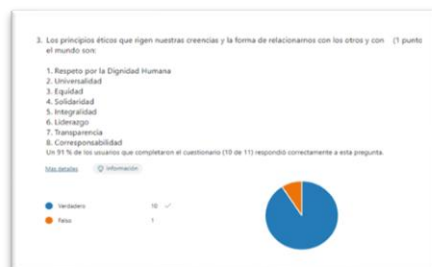 3. Los principios éticos que rigen nuestras creencias y la forma de relacionarnos con los otros y con (1 punto
el mundo son:
1. Respeto por la Dignidad Humana
2. Universalidad
3. Equidad
4. Solidaridad
5. Integralidad
6. Liderazgo
7. Transparencia
8. Corresponsabilidad
Un 91 % de los usuarios que completaron el cuestionario (10 de 11) respondió correctamente a esta pregunta.
Más detalles Información
Verdadero 10
Falso 1